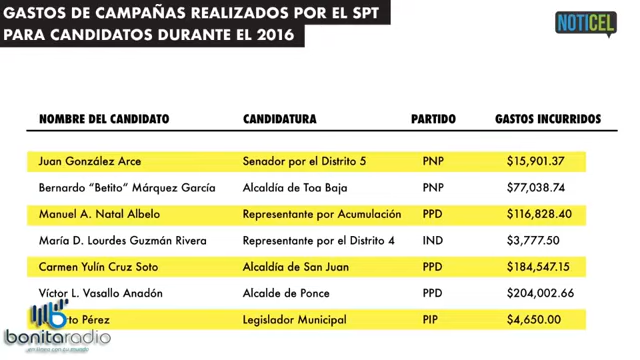 GASTOS DE CAMPAÑAS REALIZADOS POR EL SPT
PARA CANDIDATOS DURANTE EL 2016
NOTICEL
NOMBRE DEL CANDIDATO CANDIDATURA PARTIDO GASTOS INCURRIDOS
Juan González Arce Senador por el Distrito 5 PNP $15,901.37
Bernardo “Betito” Márquez García Alcaldía de Toa Baja PNP $77,038.74
Manuel A. Natal Albelo Representante por Acumulación PPD $116,828.40
María D. Lourdes Guzmán Rivera Representante por el Distrito 4 IND $3,777.50
Carmen Yulín Cruz Soto Alcaldía de San Juan PPD $184,547.15
Víctor L. Vasallo Anadón Alcalde de Ponce PPD $204,002.66
Pérez Legislador Municipal PIP $4,650.00
bonitaradio